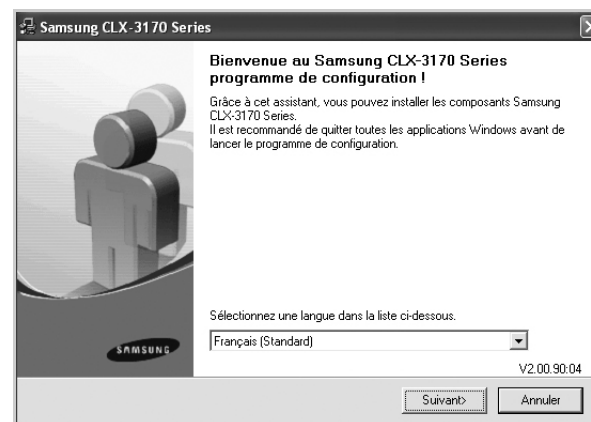 Samsung CLX-3170 Series
Bienvenue au Samsung CLX-3170 Series
programme de configuration !
Grâce à cet assistant, vous pouvez installer les composants Samsung
CLX-3170 Series.
Il est recommandé de quitter toutes les applications Windows avant de
lancer le programme de configuration.
Sélectionnez une langue dans la liste ci-dessous.
Français (Standard)
SAMSUNG
V2.00.90:04
Suivant>
Annuler